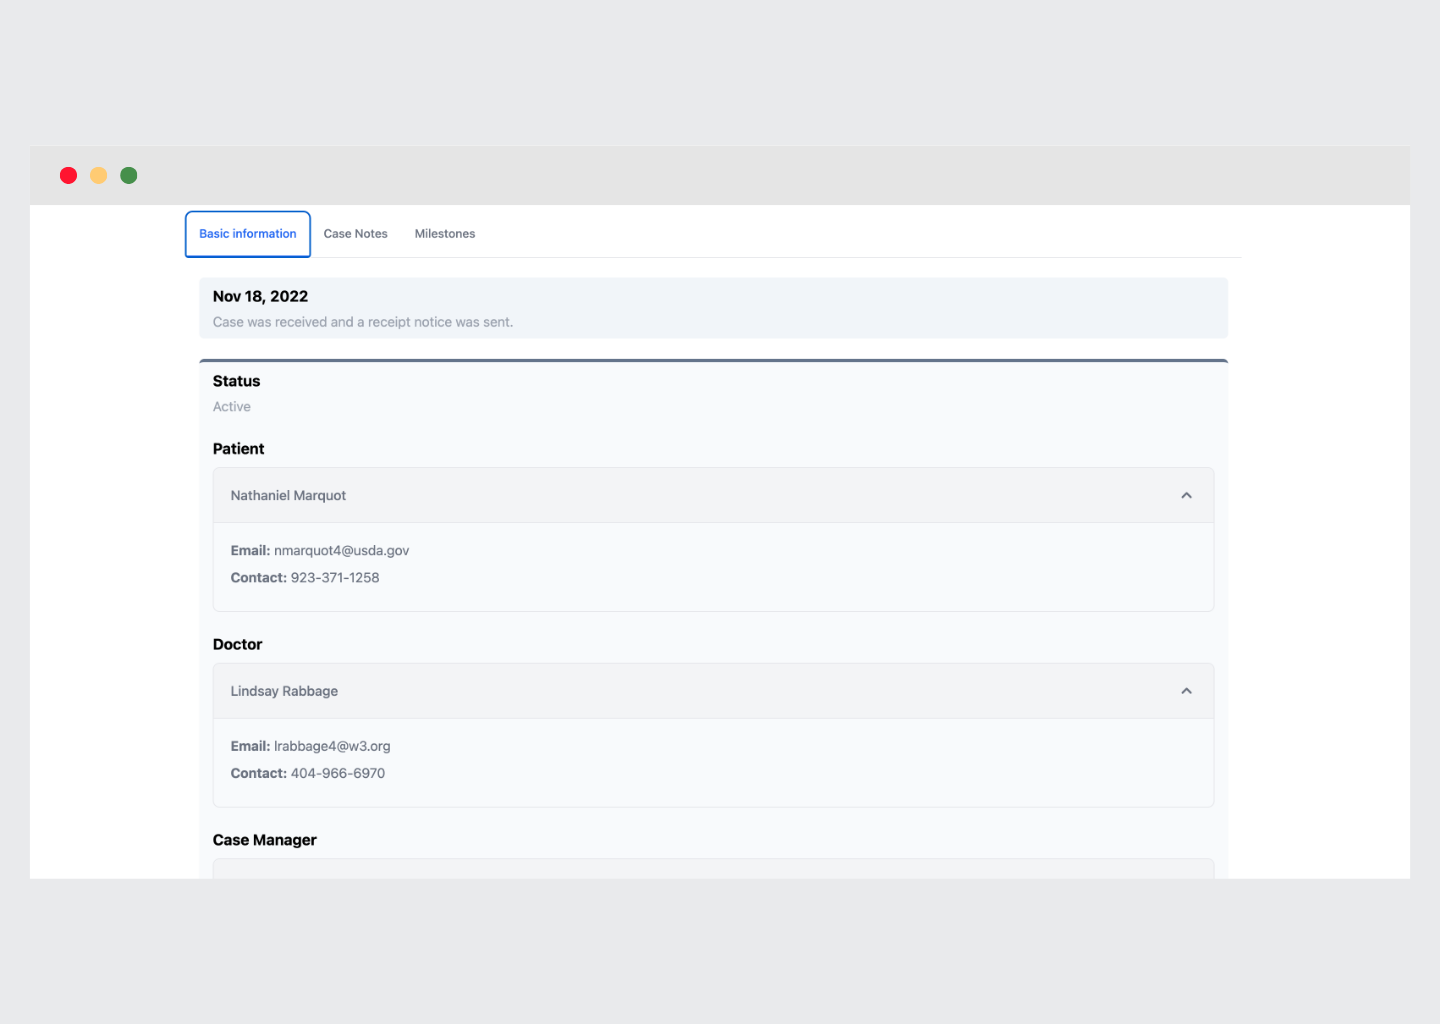 Basic information Case Notes Milestones
Nov 18, 2022
Case was received and a receipt notice was sent.
Status
Active
Patient
Nathaniel Marquot
Email: nmarquot4@usda.gov
Contact: 923-371-1258
Doctor
Lindsay Rabbage
Email: lrabbage4@w3.org
Contact: 404-966-6970
Case Manager